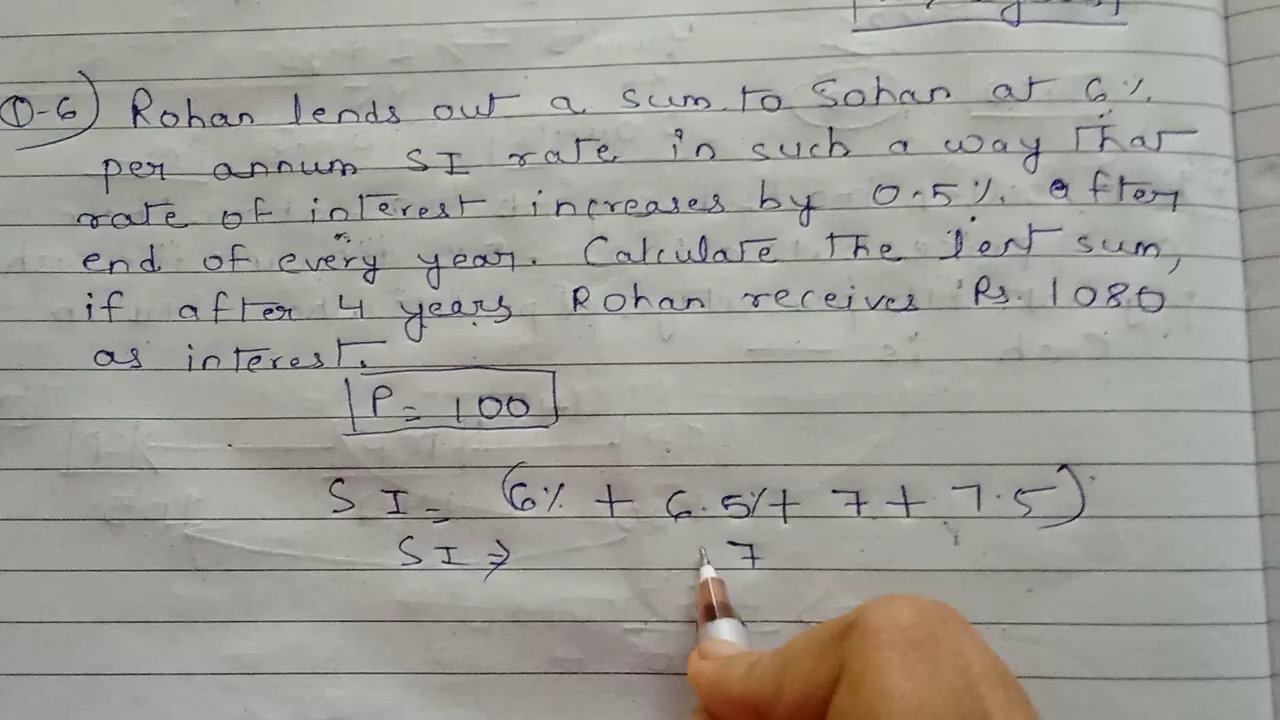 Q-6) Rohan lends out a sum to Sohan at 6%
per annum SI rate in such a way that
rate of interest increases by 0.5% after
end of every year. Calculate the lent sum,
if after 4 years Rohan receives Rs. 1080
as interest.
P = 100
SI = (6% + 6.5% + 7 + 7.5)
SI ⇒ 7